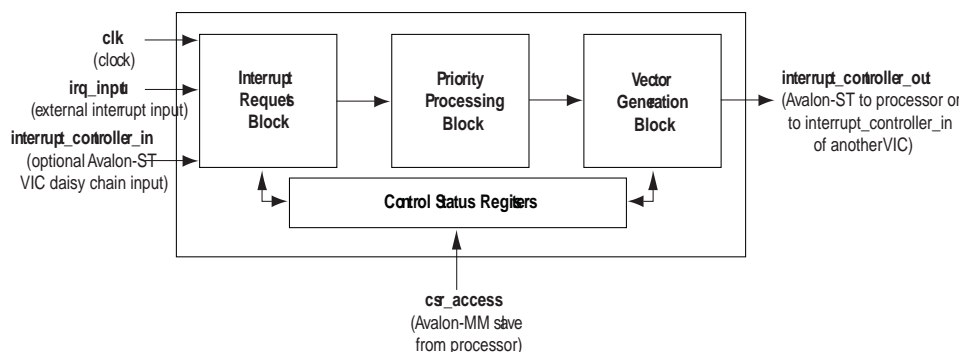 clk
(clock)
irq_input
(external interrupt input)
interrupt_controller_in
(optional Avalon-ST
VIC daisy chain input)
Interrupt
Request
Block
Priority
Processing
Block
Vector
Generation
Block
Control Status Registers
interrupt_controller_out
(Avalon-ST to processor or
to interrupt_controller_in
of another VIC)
csr_access
(Avalon-MM slave
from processor)